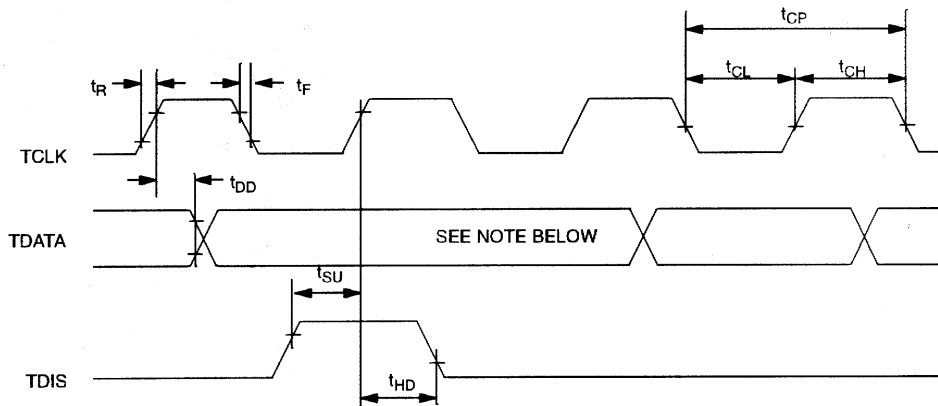 tCP
tCL
tCH
tR
tF
TCLK
tDD
TDATA
SEE NOTE BELOW
tSU
TDIS
tHD